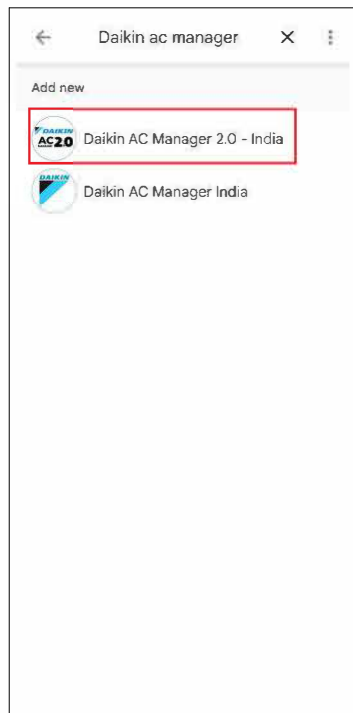 Daikin ac manager
Add new
DAIKIN
AC2.0
Daikin AC Manager 2.0 - India
DAIKIN
Daikin AC Manager India